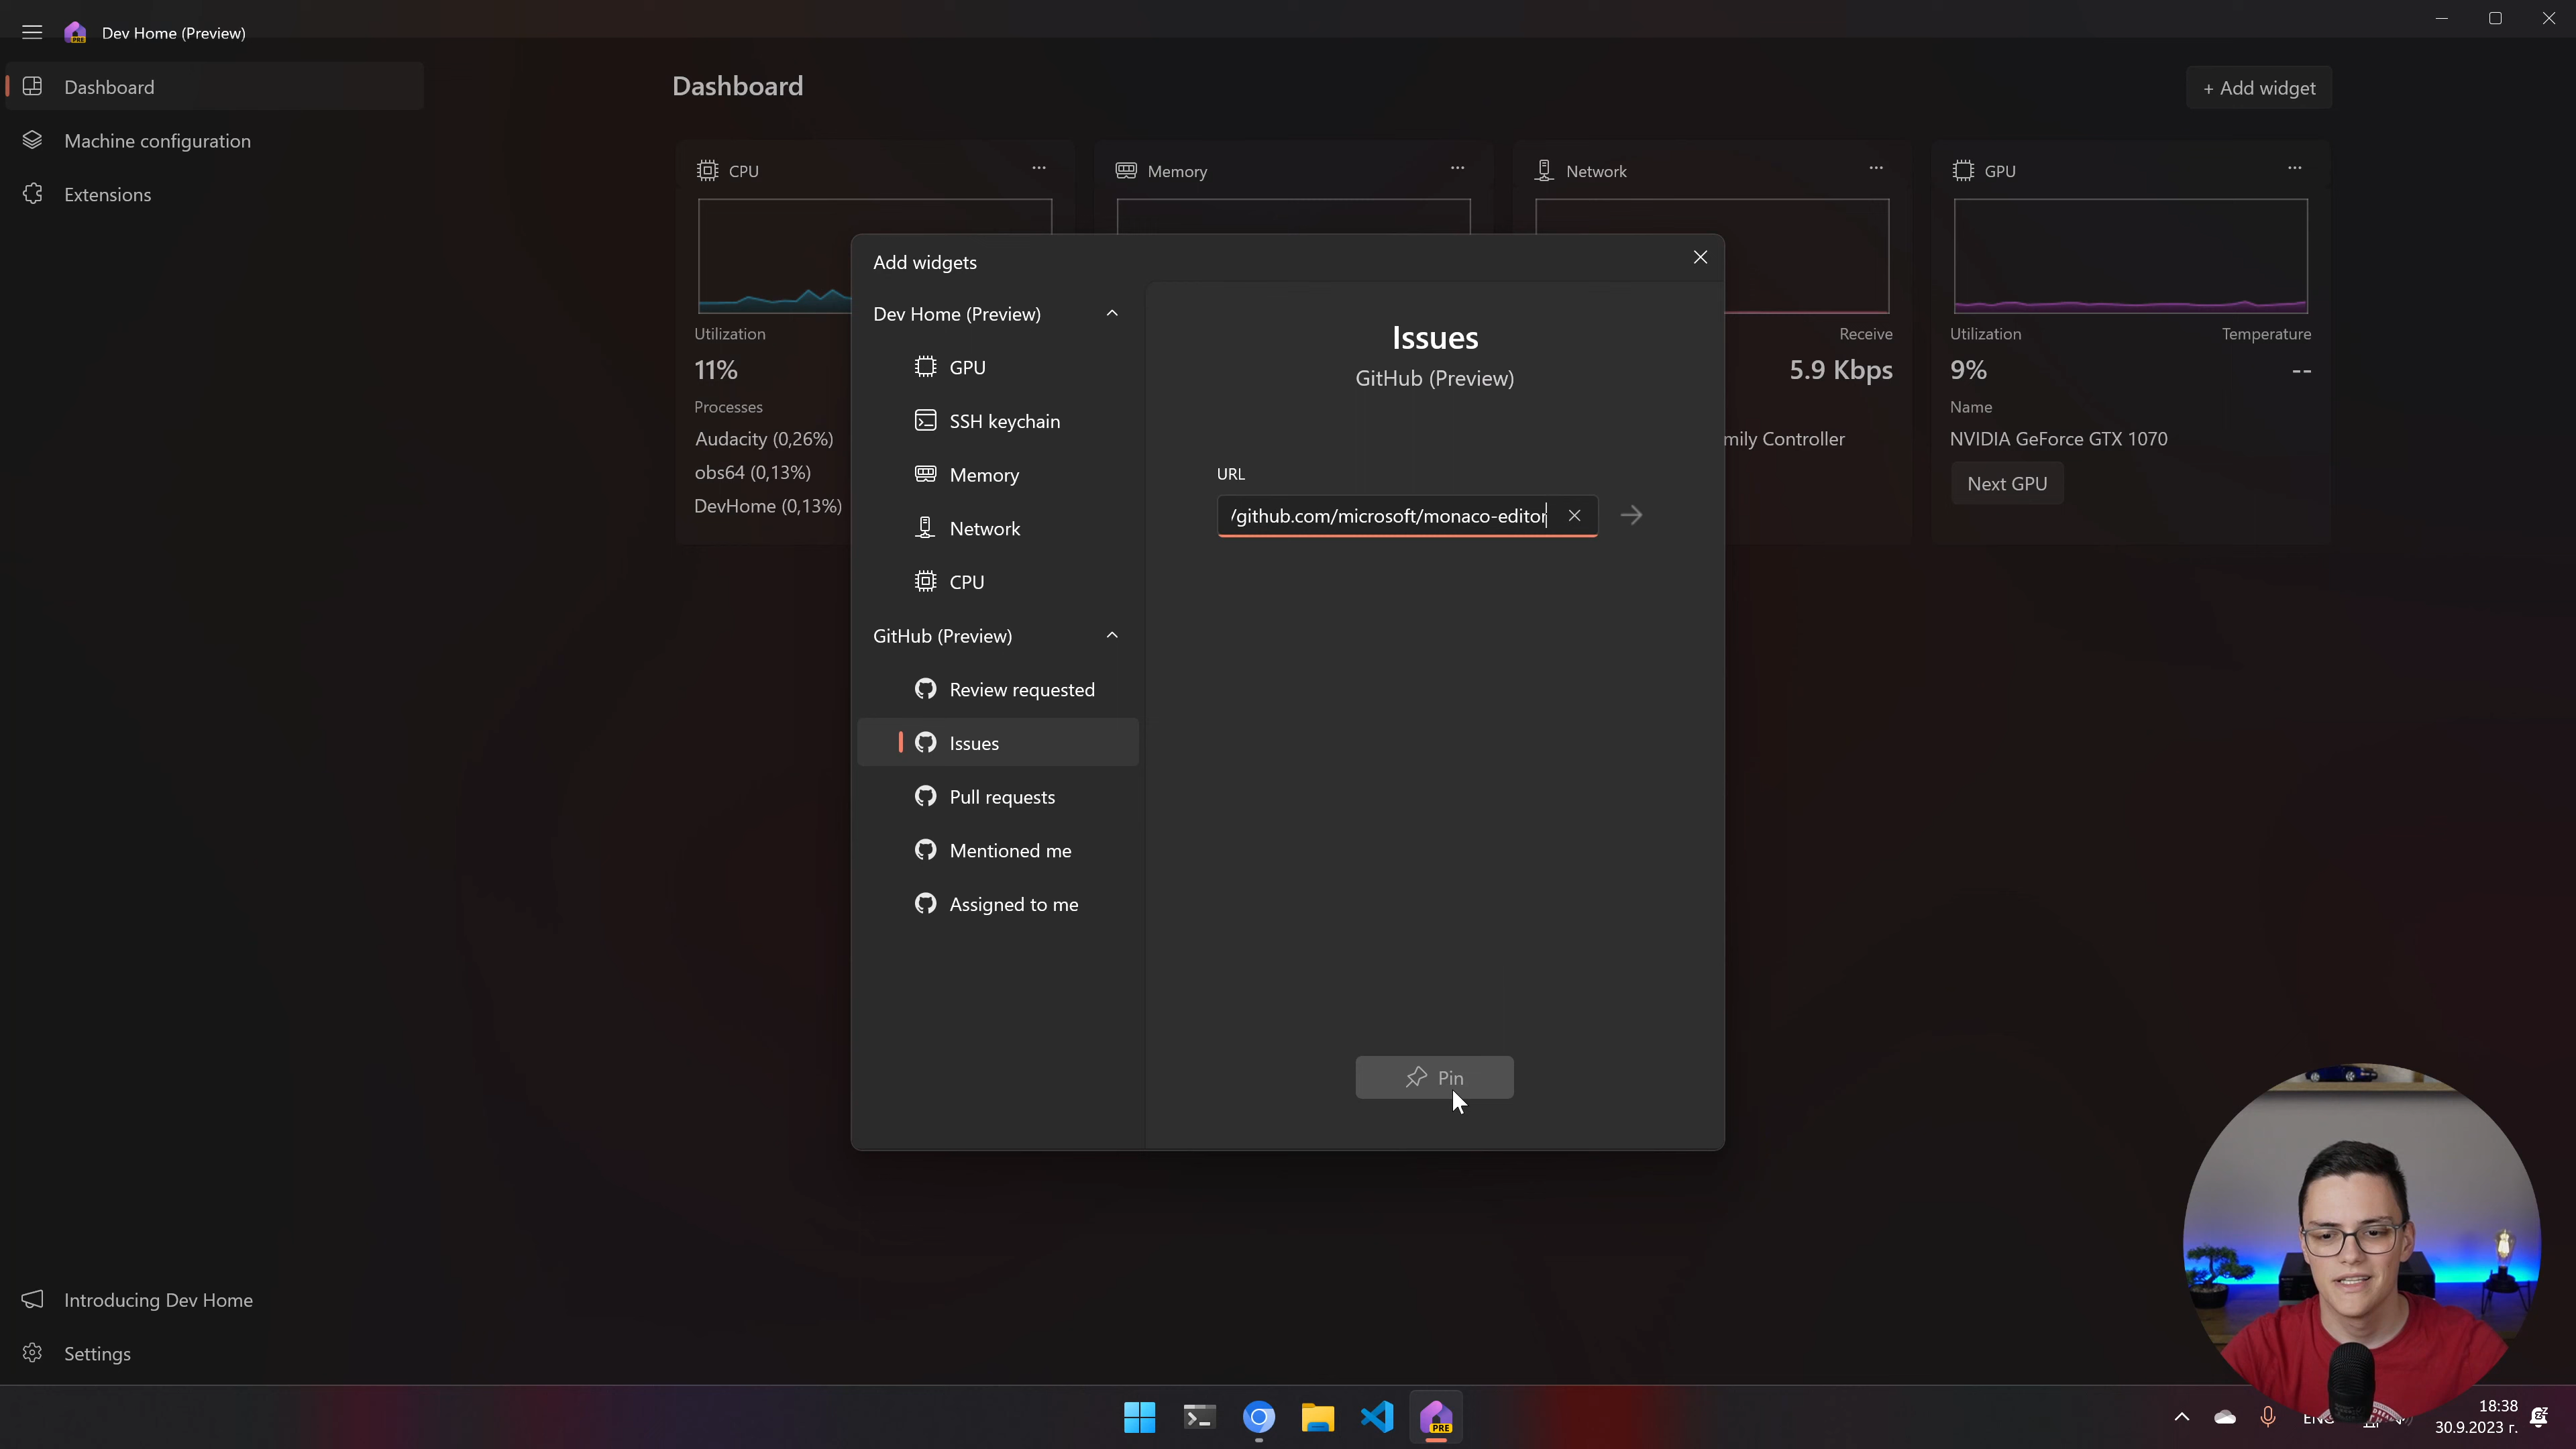 Dev Home (Preview)
Dashboard
Machine configuration
Extensions
Introducing Dev Home
Settings
Dashboard
+ Add widget
CPU
Utilization
11%
Processes
Audacity (0,26%)
obs64 (0,13%)
DevHome (0,13%)
Memory
Network
Receive
5.9 Kbps
mily Controller
GPU
Utilization
Temperature
9%
--
Name
NVIDIA GeForce GTX 1070
Next GPU
Add widgets
Dev Home (Preview)
GPU
SSH keychain
Memory
Network
CPU
GitHub (Preview)
Review requested
Issues
Pull requests
Mentioned me
Assigned to me
Issues
GitHub (Preview)
URL
/github.com/microsoft/monaco-editor
Pin
PRE
PRE
18:38
30.9.2023 г.